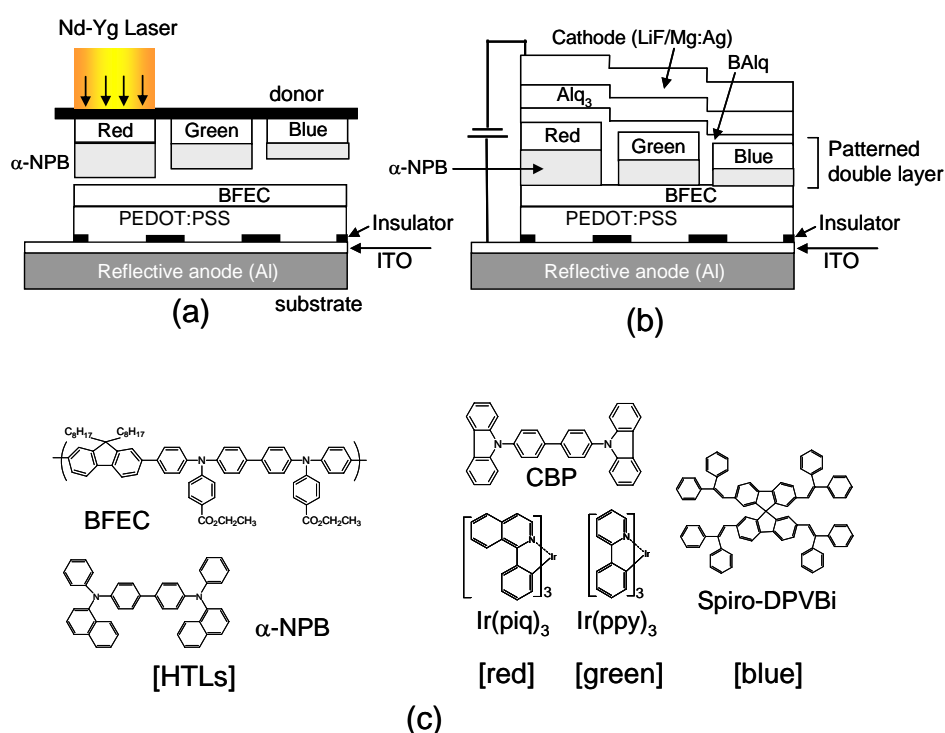 Nd-Yg Laser
donor
Red
Green
Blue
α-NPB
BFEC
PEDOT:PSS
Insulator
ITO
Reflective anode (Al)
substrate
(a)
Cathode (LiF/Mg:Ag)
BAlq
Alq3
Red
Green
Blue
α-NPB
Patterned
double layer
BFEC
PEDOT:PSS
Insulator
ITO
Reflective anode (Al)
(b)
C8H17 C8H17
N N
CO2CH2CH3 CO2CH2CH3
BFEC
N N
α-NPB
[HTLs]
N N
CBP
N
Ir
3
Ir(piq)3
[red]
N
Ir
3
Ir(ppy)3
[green]
Spiro-DPVBi
[blue]
(c)